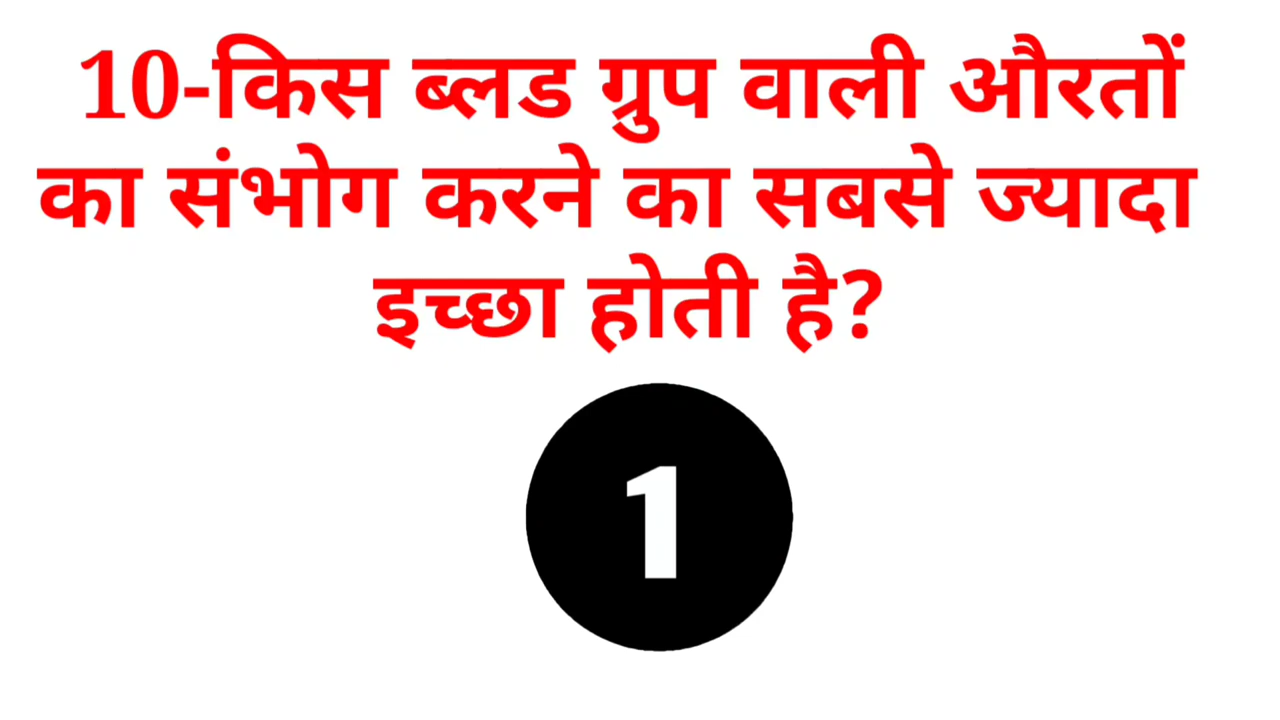 10-किस ब्लड ग्रुप वाली औरतों
का संभोग करने का सबसे ज्यादा
इच्छा होती है?
1